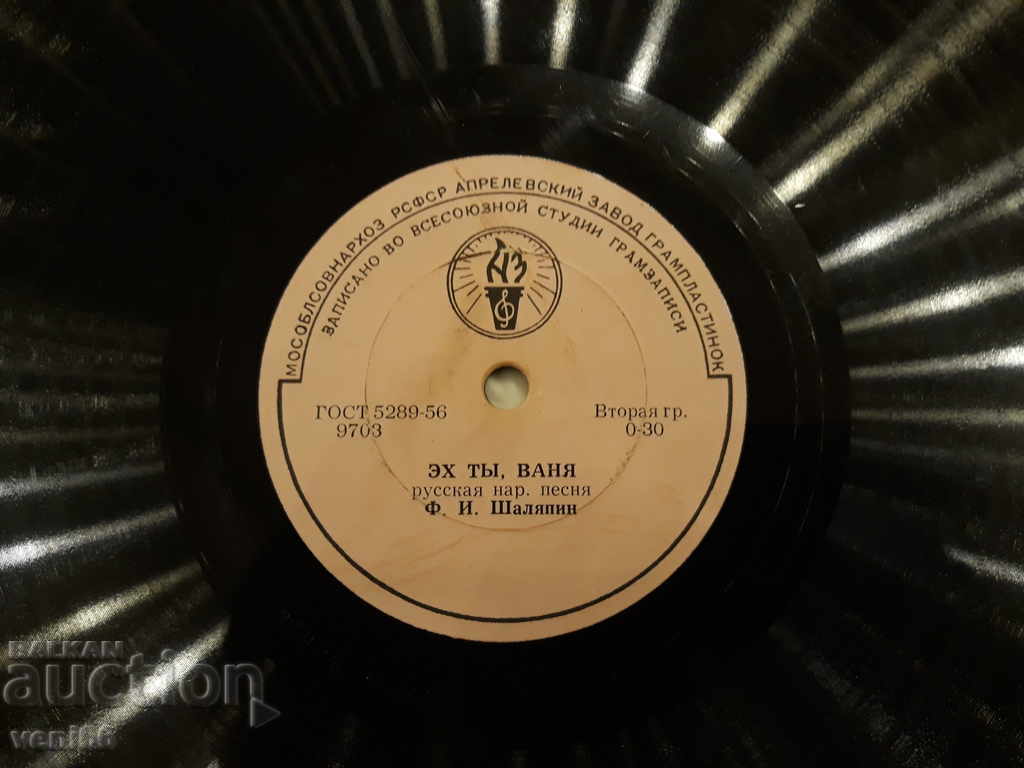 МОСОБЛСОВНАРХОЗ РСФСР АПРЕЛЕВСКИЙ ЗАВОД ГРАМПЛАСТИНОК
ЗАПИСАНО ВО ВСЕСОЮЗНОЙ СТУДИИ ГРАМЗАПИСИ
АЗ
ГОСТ 5289-56
9703
Вторая гр.
0-30
ЭХ ТЫ, ВАНЯ
русская нар. песня
Ф. И. Шаляпин
BALKAN
auction